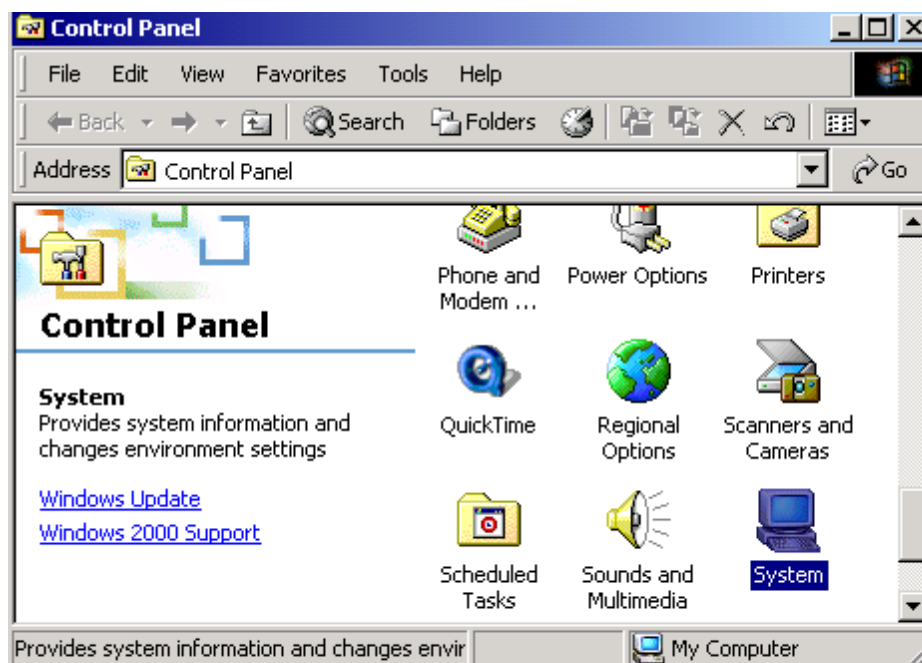 Control Panel
File Edit View Favorites Tools Help
Back Search Folders
Address Control Panel Go
Control Panel
System
Provides system information and
changes environment settings
Windows Update
Windows 2000 Support
Phone and
Modem ...
Power Options
Printers
QuickTime
Regional
Options
Scanners and
Cameras
Scheduled
Tasks
Sounds and
Multimedia
System
Provides system information and changes envir
My Computer